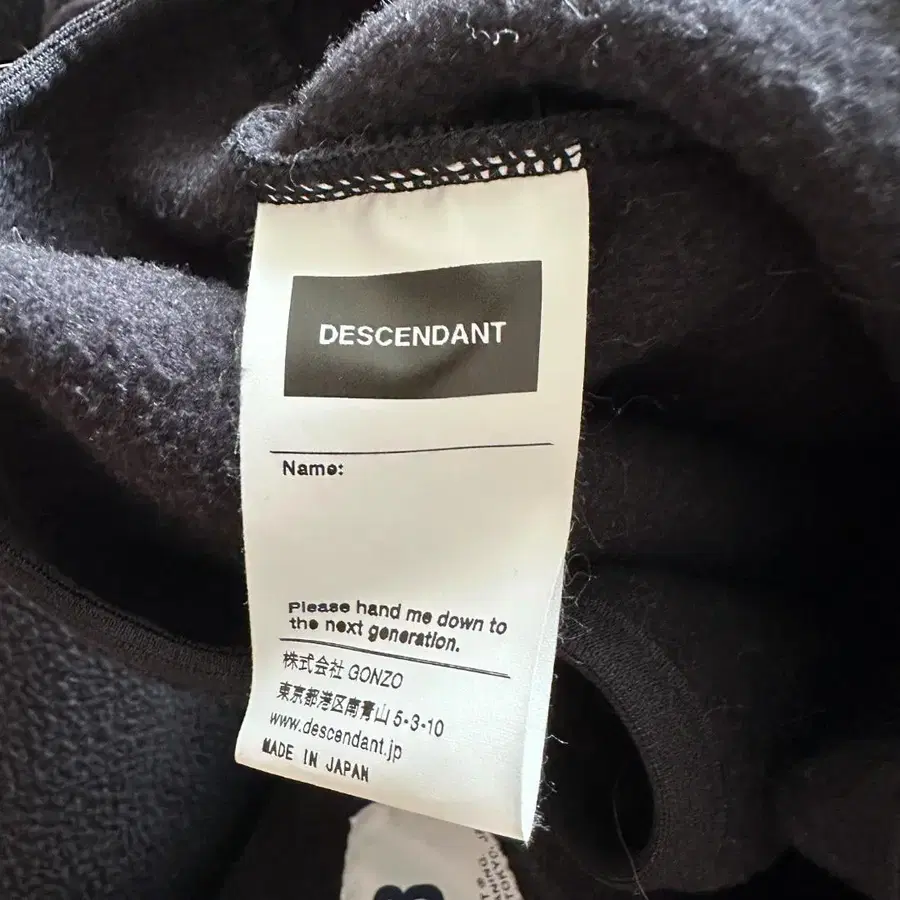 DESCENDANT
Name:
Please hand me down to
the next generation.
株式会社 GONZO
東京都港区南青山 5-3-10
www.descendant.jp
MADE IN JAPAN